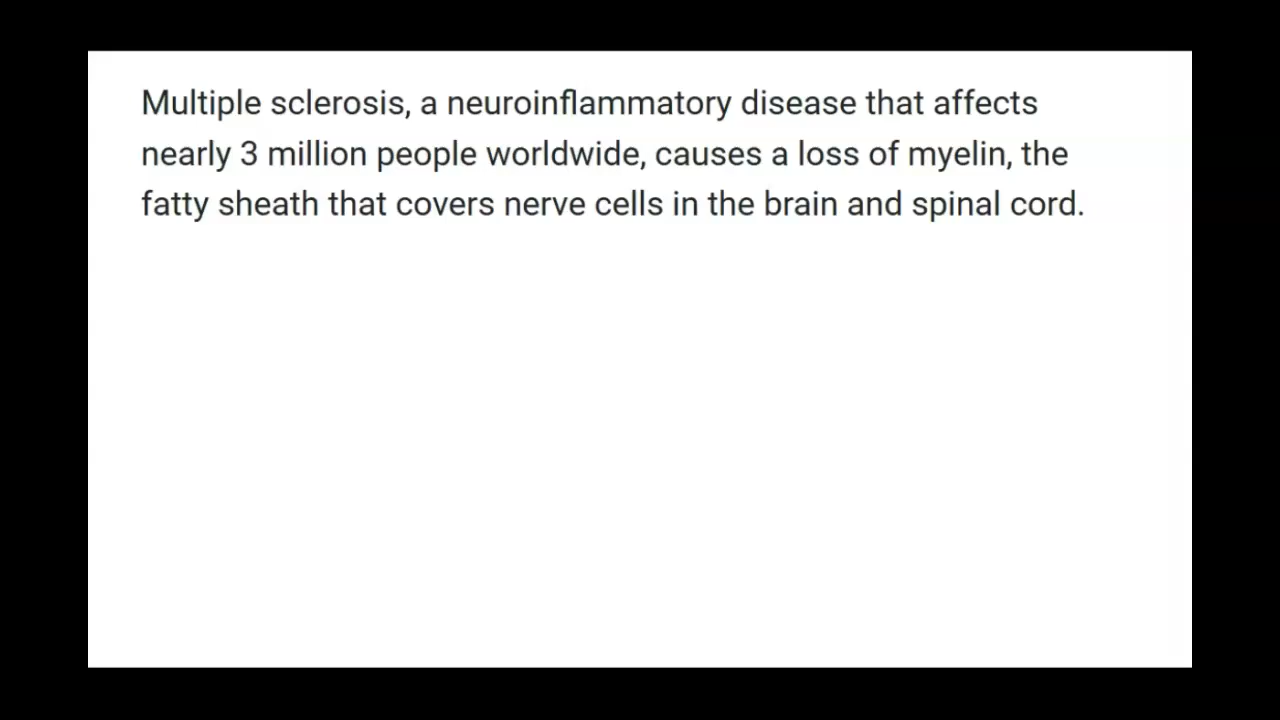 Multiple sclerosis, a neuroinflammatory disease that affects
nearly 3 million people worldwide, causes a loss of myelin, the
fatty sheath that covers nerve cells in the brain and spinal cord.